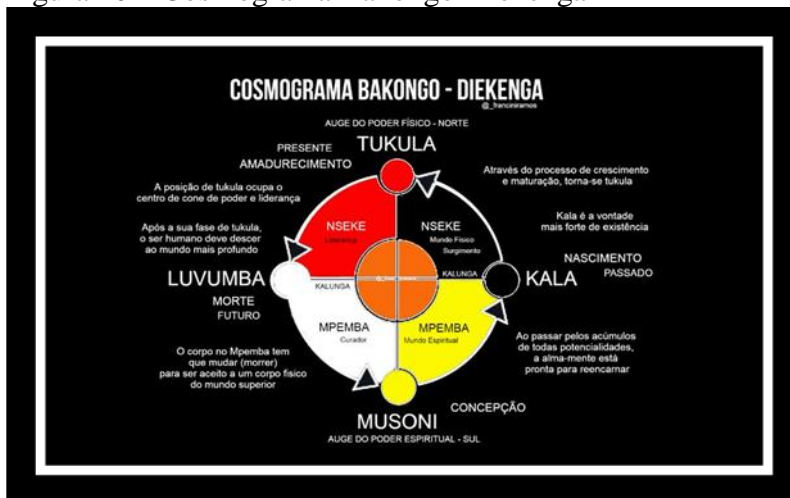 COSMOGRAMA BAKONGO - DIEKENGA
@_franciniramos
AUGE DO PODER FÍSICO - NORTE
TUKULA
PRESENTE
AMADURECIMENTO
A posição de tukula ocupa o
centro de cone de poder e liderança
Após a sua fase de tukula,
o ser humano deve descer
ao mundo mais profundo
Através do processo de crescimento
e maturação, torna-se tukula
Kala é a vontade
mais forte de existência
NSEKE
Liderança
NSEKE
Mundo Físico
Surgimento
LUVUMBA
MORTE
FUTURO
KALUNGA
KALUNGA
KALA
NASCIMENTO
PASSADO
MPEMBA
Curador
MPEMBA
Mundo Espiritual
O corpo no Mpemba tem
que mudar (morrer)
para ser aceito a um corpo físico
do mundo superior
Ao passar pelos acúmulos
de todas potencialidades,
a alma-mente está
pronta para reencarnar
MUSONI
CONCEPÇÃO
AUGE DO PODER ESPIRITUAL - SUL